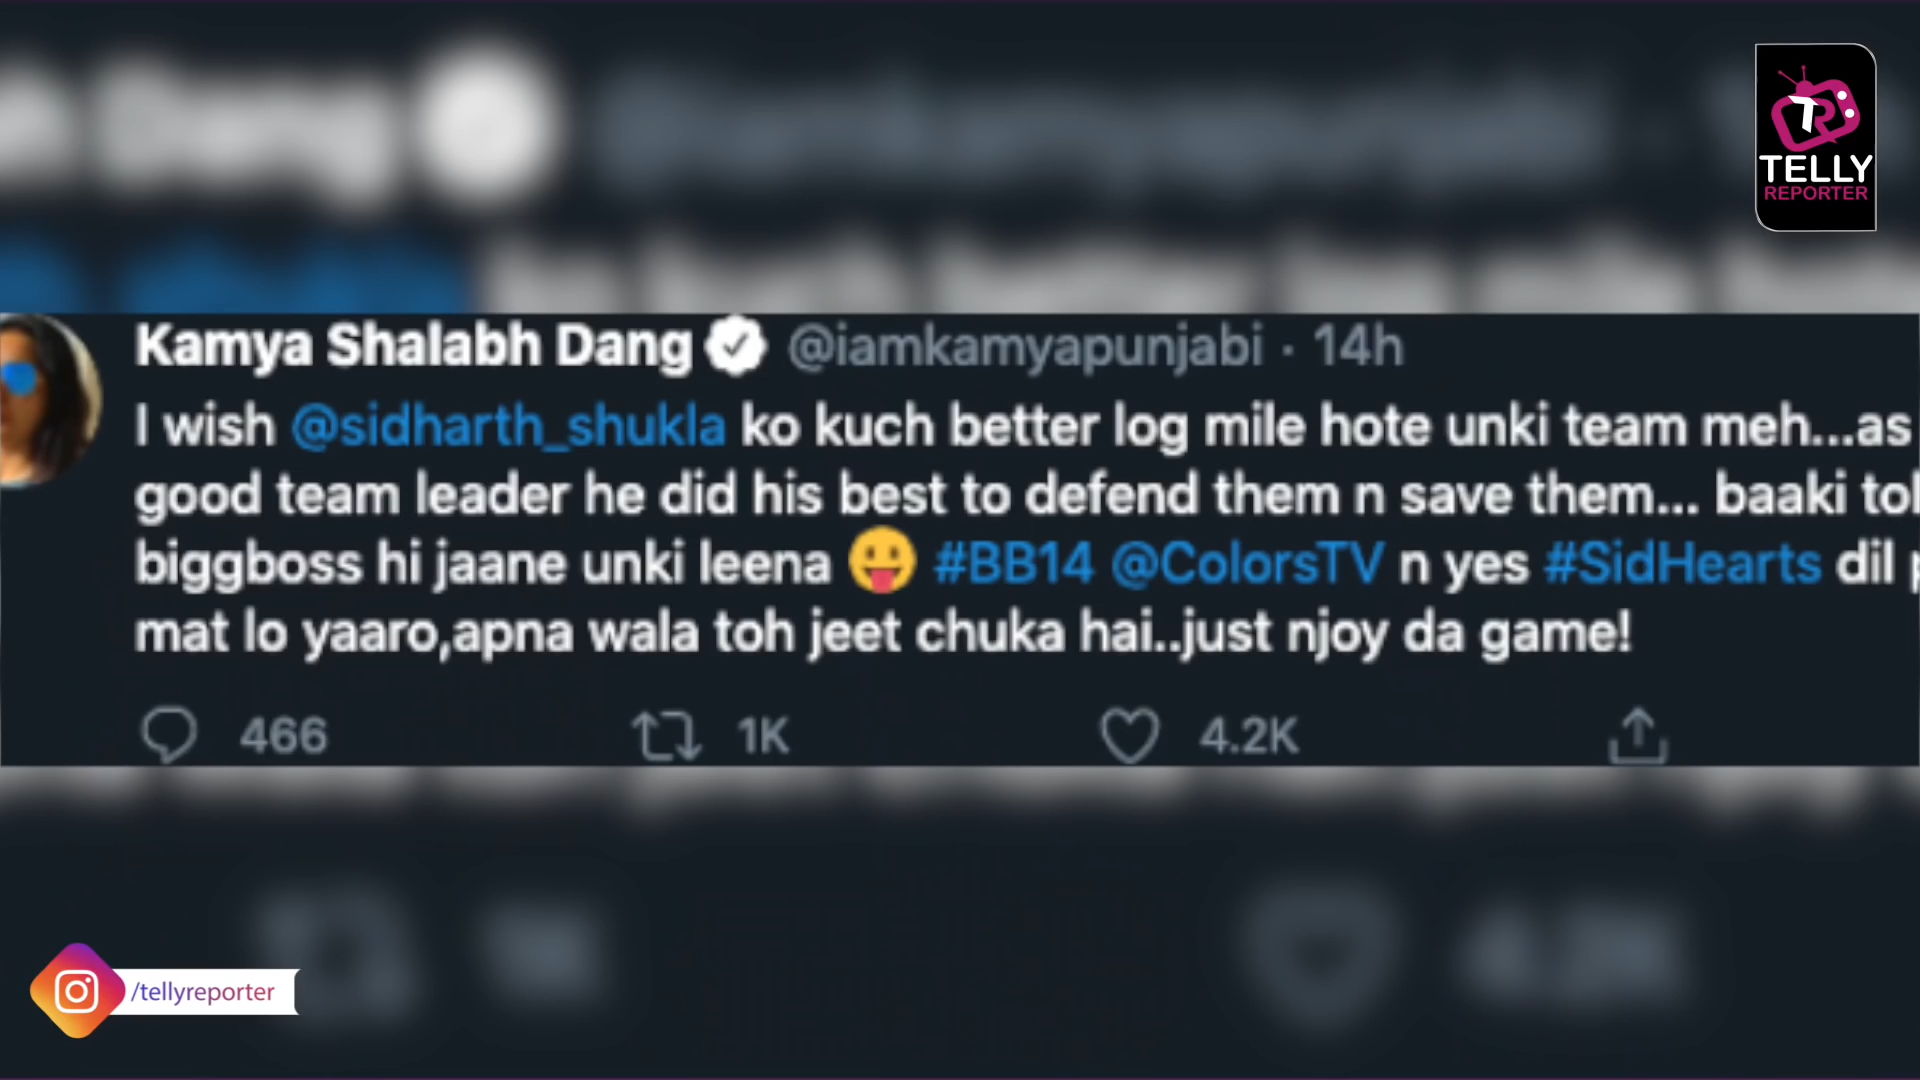 TELLY
REPORTER
Kamya Shalabh Dang @iamkamyapunjabi · 14h
I wish @sidharth_shukla ko kuch better log mile hote unki team meh...as
good team leader he did his best to defend them n save them... baaki
biggboss hi jaane unki leena 😛 #BB14 @ColorsTV n yes #SidHearts dil
mat lo yaaro,apna wala toh jeet chuka hai..just njoy da game!
466 1K 4.2K
/tellyreporter